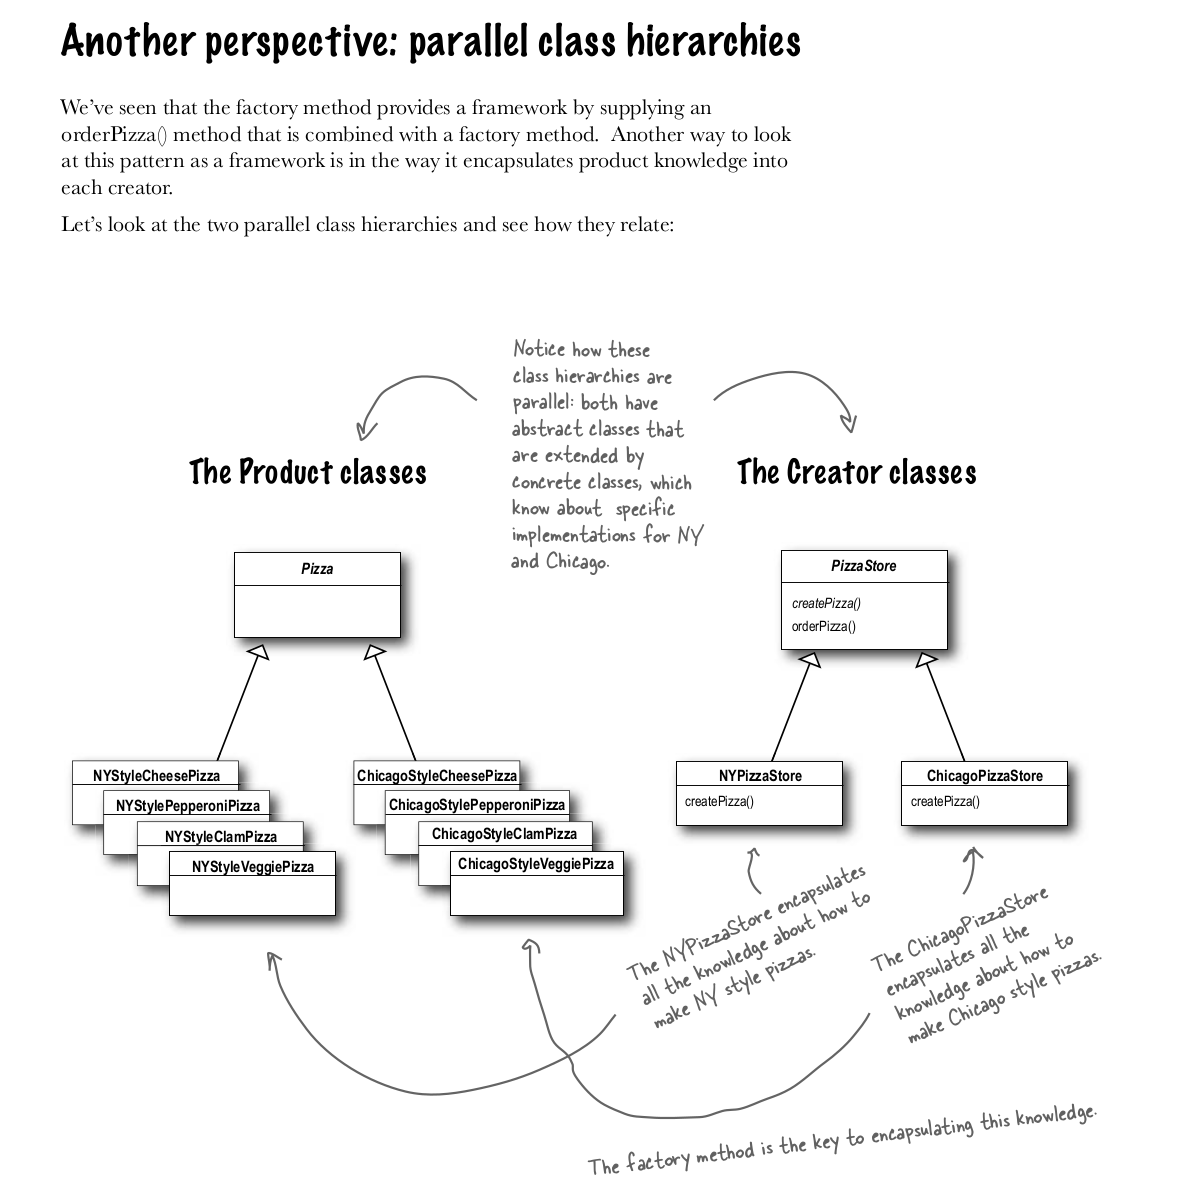 Another perspective: parallel class hierarchies
We've seen that the factory method provides a framework by supplying an
orderPizza() method that is combined with a factory method.  Another way to look
at this pattern as a framework is in the way it encapsulates product knowledge into
each creator.
Let's look at the two parallel class hierarchies and see how they relate:
Notice how these
class hierarchies are
parallel: both have
abstract classes that
are extended by
concrete classes, which
know about  specific
implementations for NY
and Chicago.
The Product classes
The Creator classes
Pizza
PizzaStore
createPizza()
orderPizza()
NYStyleCheesePizza
NYStylePepperoniPizza
NYStyleClamPizza
NYStyleVeggiePizza
ChicagoStyleCheesePizza
ChicagoStylePepperoniPizza
ChicagoStyleClamPizza
ChicagoStyleVeggiePizza
NYPizzaStore
createPizza()
ChicagoPizzaStore
createPizza()
The NYPizzaStore encapsulates
all the knowledge about how to
make NY style pizzas.
The ChicagoPizzaStore
encapsulates all the
knowledge about how to
make Chicago style pizzas.
The factory method is the key to encapsulating this knowledge.